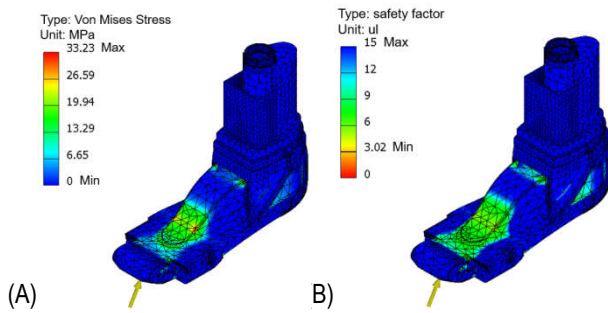 Type: Von Mises Stress
Unit: MPa
33.23 Max
26.59
19.94
13.29
6.65
0 Min
(A)
Type: safety factor
Unit: ul
15 Max
12
9
6
3.02 Min
0
B)